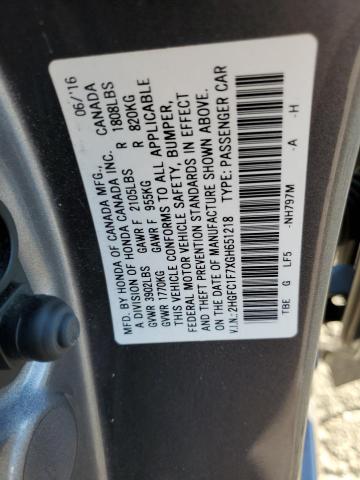 MFD. BY HONDA OF CANADA MFG., 06/'16
A DIVISION OF HONDA CANADA INC. CANADA
GVWR 3902LBS GAWR F 2105LBS R 1808LBS
GVWR 1770KG GAWR F 955KG R 820KG
THIS VEHICLE CONFORMS TO ALL APPLICABLE
FEDERAL MOTOR VEHICLE SAFETY, BUMPER,
AND THEFT PREVENTION STANDARDS IN EFFECT
ON THE DATE OF MANUFACTURE SHOWN ABOVE.
V.I.N.: 2HGFC1F7XGH651218 TYPE: PASSENGER CAR
TBE G LF5 -NH797M -A -H